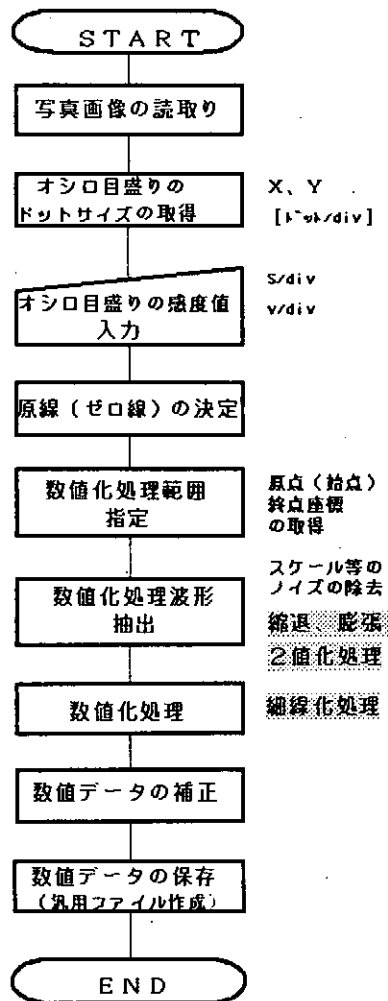 START
写真画像の読取り
オシロ目盛りの
ドットサイズの取得
X、Y
[ドット/div]
オシロ目盛りの感度値
入力
S/div
v/div
原線(ゼロ線)の決定
数値化処理範囲
指定
原点(始点)
終点座標
の取得
数値化処理波形
抽出
スケール等の
ノイズの除去
縮退、膨張
2値化処理
数値化処理
細線化処理
数値データの補正
数値データの保存
(汎用ファイル作成)
END